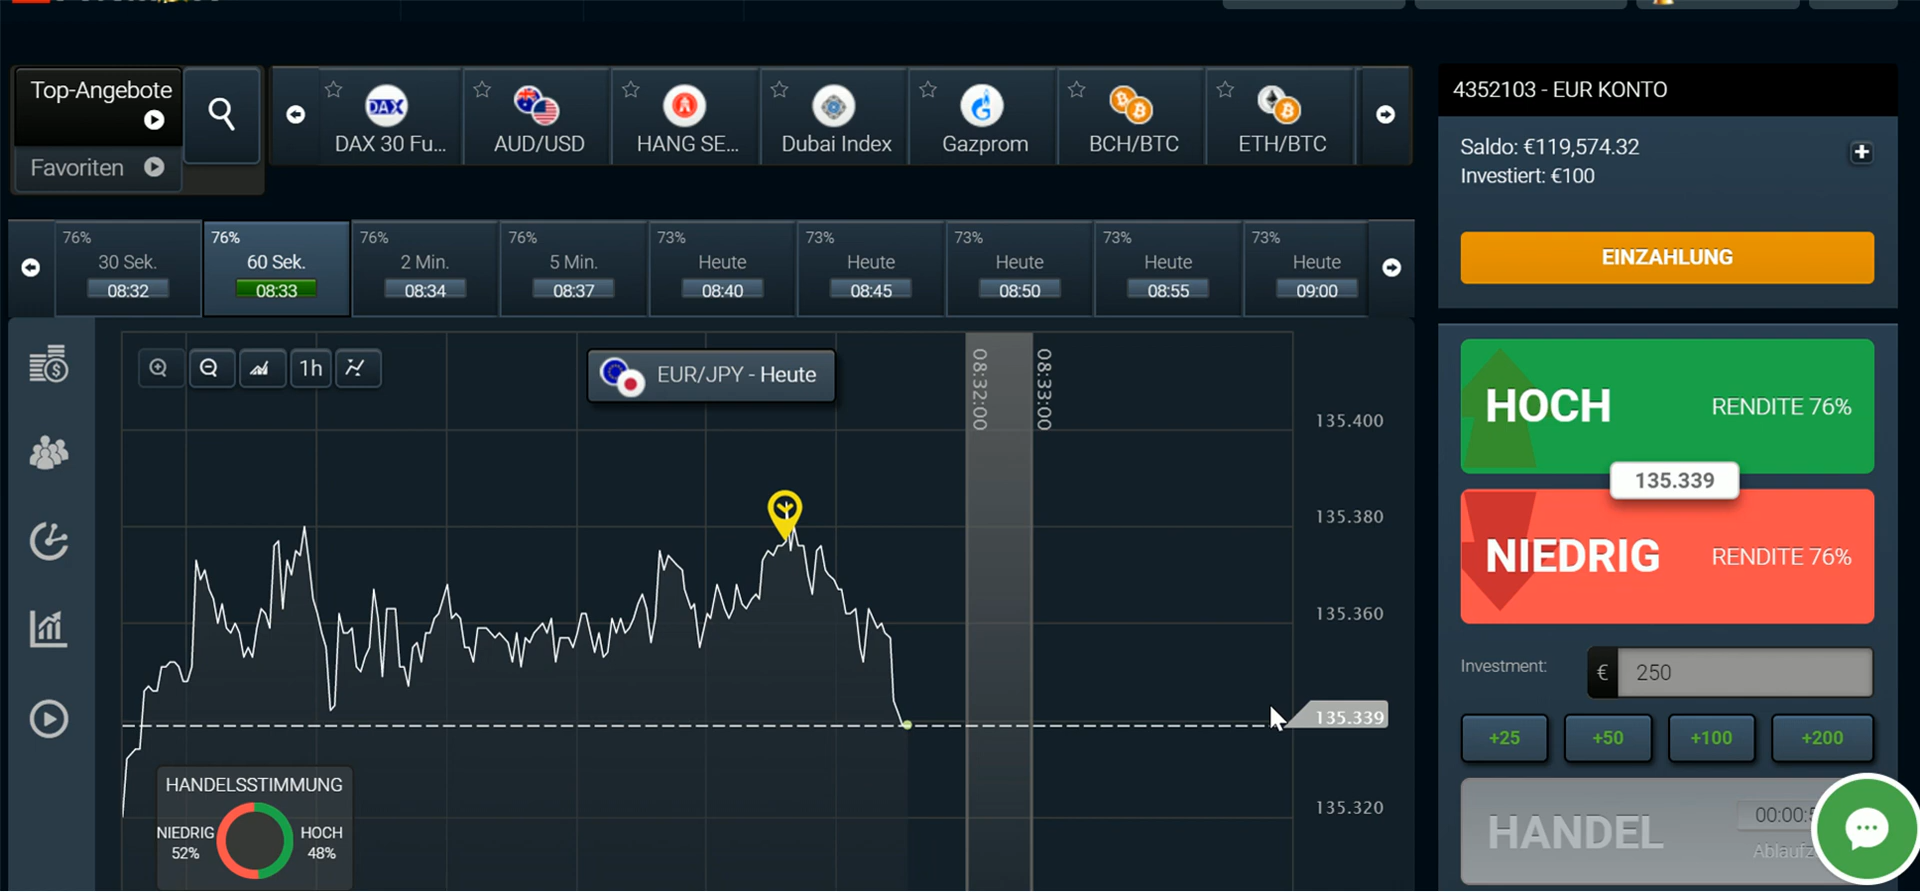 Top-Angebote
Favoriten
DAX
DAX 30 Fu...
AUD/USD
HANG SE...
Dubai Index
Gazprom
BCH/BTC
ETH/BTC
4352103 - EUR KONTO
Saldo: €119,574.32
Investiert: €100
EINZAHLUNG
76%
30 Sek.
08:32
76%
60 Sek.
08:33
76%
2 Min.
08:34
76%
5 Min.
08:37
73%
Heute
08:40
73%
Heute
08:45
73%
Heute
08:50
73%
Heute
08:55
73%
Heute
09:00
1h
EUR/JPY - Heute
08:32:00
08:33:00
135.400
135.380
135.360
135.339
135.320
HANDELSSTIMMUNG
NIEDRIG
52%
HOCH
48%
HOCH
RENDITE 76%
135.339
NIEDRIG
RENDITE 76%
Investment:
€ 250
+25
+50
+100
+200
HANDEL